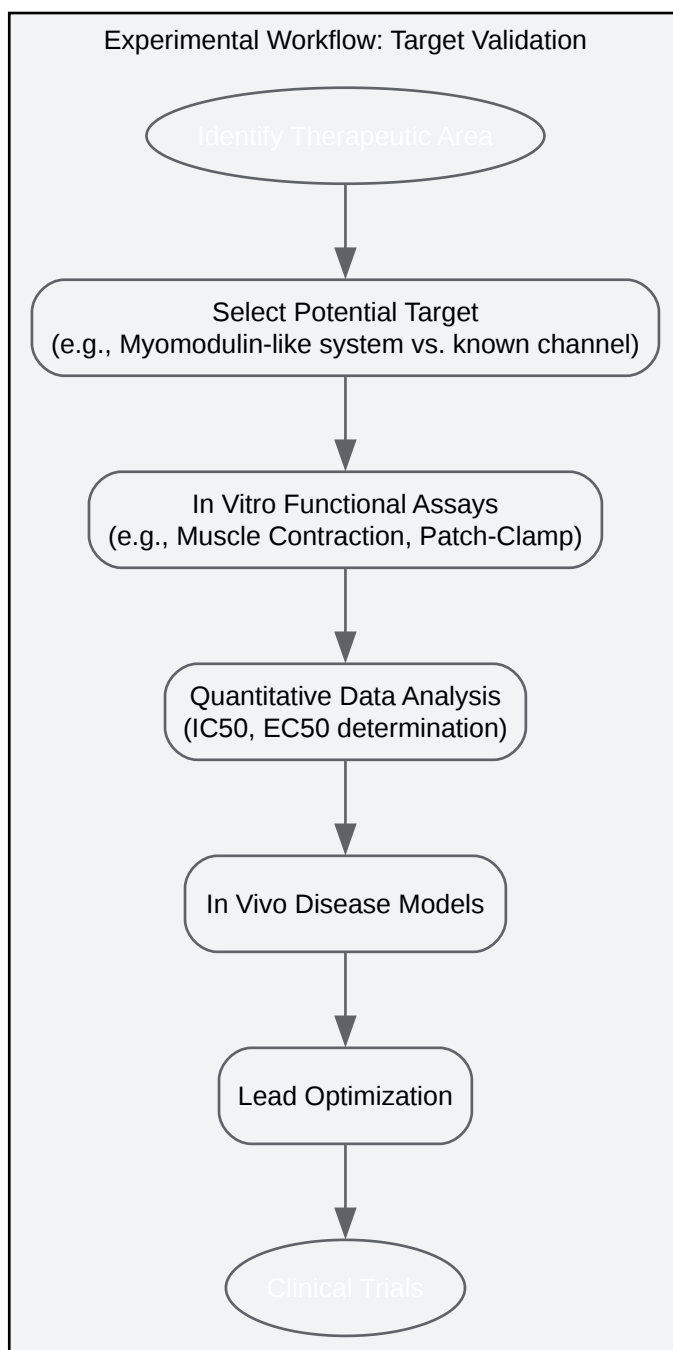 Experimental Workflow: Target Validation
Identify Therapeutic Area
Select Potential Target
(e.g., Myomodulin-like system vs. known channel)
In Vitro Functional Assays
(e.g., Muscle Contraction, Patch-Clamp)
Quantitative Data Analysis
(IC50, EC50 determination)
In Vivo Disease Models
Lead Optimization
Clinical Trials